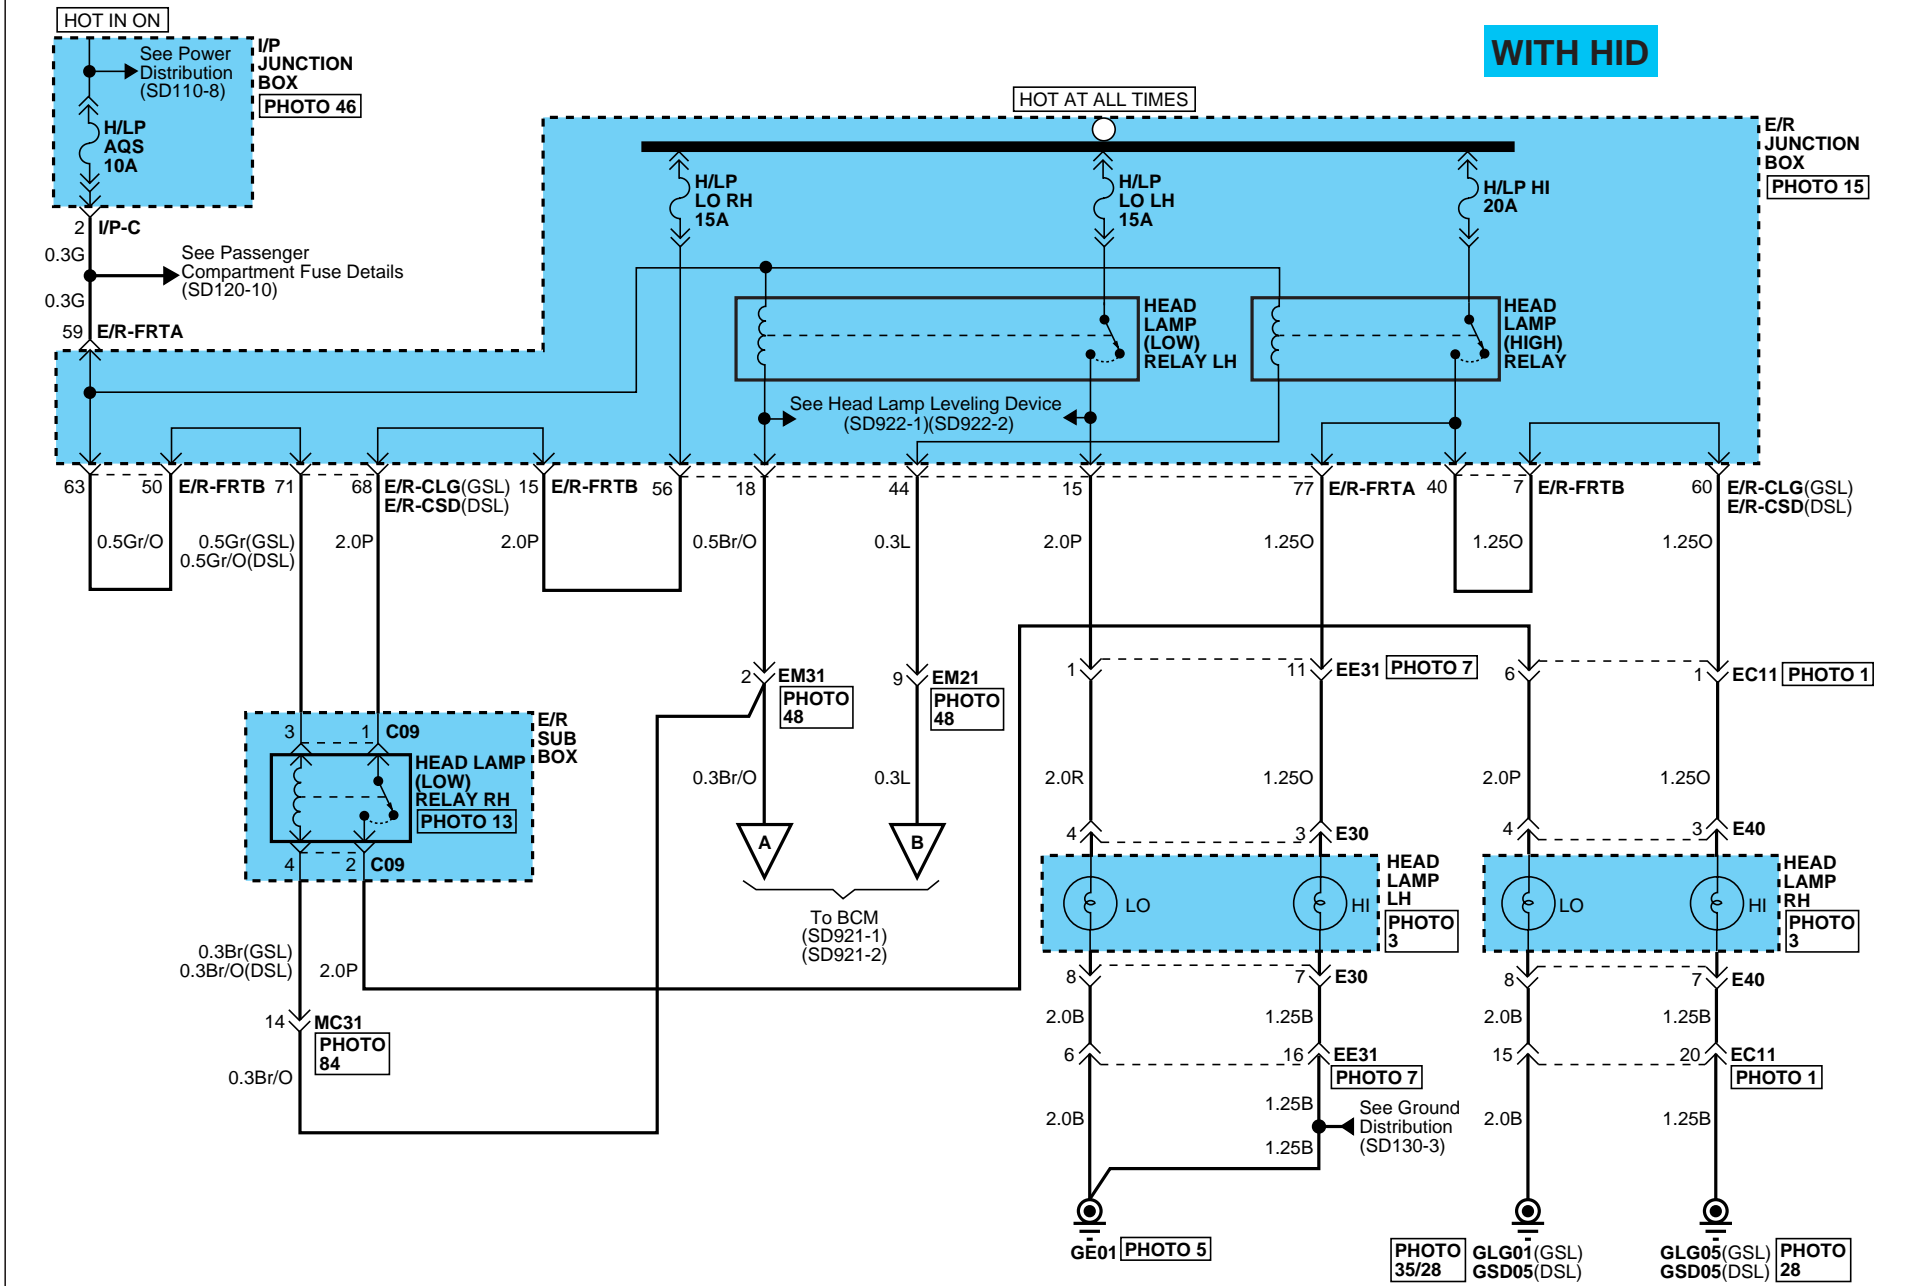 HOT IN ON
See Power
Distribution
(SD110-8)
I/P
JUNCTION
BOX
PHOTO 46
H/LP
AQS
10A
2 I/P-C
0.3G
See Passenger
Compartment Fuse Details
(SD120-10)
0.3G
59 E/R-FRTA
WITH HID
HOT AT ALL TIMES
E/R
JUNCTION
BOX
PHOTO 15
H/LP
LO RH
15A
H/LP
LO LH
15A
H/LP HI
20A
HEAD
LAMP
(LOW)
RELAY LH
HEAD
LAMP
(HIGH)
RELAY
See Head Lamp Leveling Device
(SD922-1)(SD922-2)
63 50 E/R-FRTB 71 68 E/R-CLG(GSL) 15 E/R-FRTB 56 18 44 15 77 E/R-FRTA 40 7 E/R-FRTB 60 E/R-CLG(GSL)
E/R-CSD(DSL) E/R-CSD(DSL)
0.5Gr/O 0.5Gr(GSL) 2.0P 2.0P 0.5Br/O 0.3L 2.0P 1.25O 1.25O 1.25O
0.5Gr/O(DSL)
2 EM31
PHOTO
48
9 EM21
PHOTO
48
1 11 EE31 PHOTO 7
6 1 EC11 PHOTO 1
E/R
SUB
BOX
3 1 C09
HEAD LAMP
(LOW)
RELAY RH
PHOTO 13
4 2 C09
0.3Br/O 0.3L 2.0R 1.25O 2.0P 1.25O
A B
To BCM
(SD921-1)
(SD921-2)
4 3 E30
4 3 E40
LO HI
HEAD
LAMP
LH
PHOTO
3
LO HI
HEAD
LAMP
RH
PHOTO
3
0.3Br(GSL)
0.3Br/O(DSL) 2.0P
8 7 E30
8 7 E40
14 MC31
PHOTO
84
0.3Br/O
2.0B 1.25B 2.0B 1.25B
6 16 EE31
PHOTO 7
15 20 EC11
PHOTO 1
2.0B 1.25B
See Ground
Distribution
(SD130-3)
1.25B
2.0B 1.25B
GE01 PHOTO 5
PHOTO
35/28
GLG01(GSL)
GSD05(DSL)
GLG05(GSL)
GSD05(DSL)
PHOTO
28